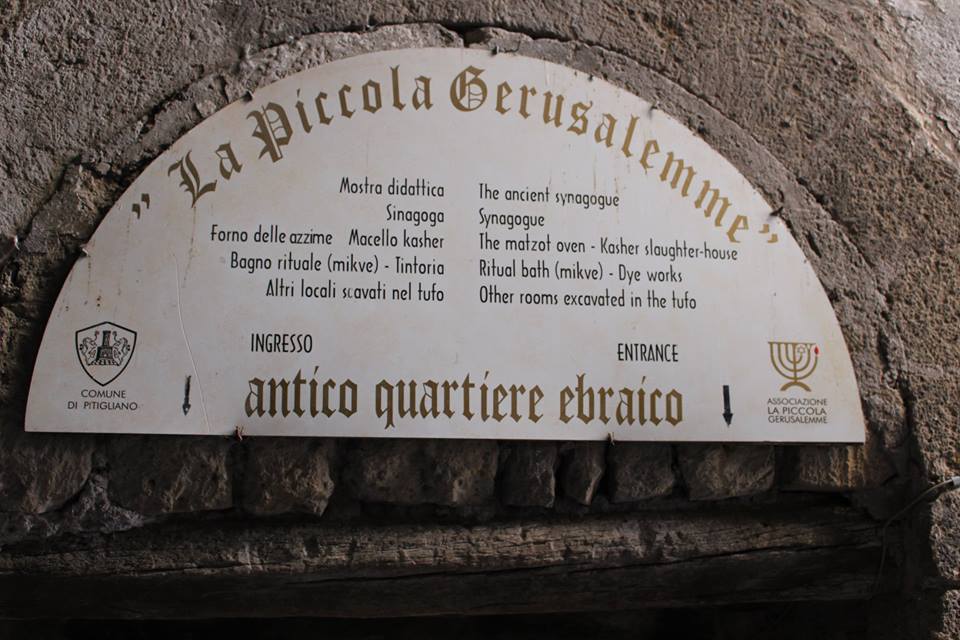 " La Piccola Gerusalemme "
Mostra didattica
Sinagoga
Forno delle azzime Macello kasher
Bagno rituale (mikve) - Tintoria
Altri locali scavati nel tufo
The ancient synagogue
Synagogue
The matzot oven - Kasher slaughter-house
Ritual bath (mikve) - Dye works
Other rooms excavated in the tufo
INGRESSO
ENTRANCE
antico quartiere ebraico
COMUNE
DI PITIGLIANO
ASSOCIAZIONE
LA PICCOLA
GERUSALEMME